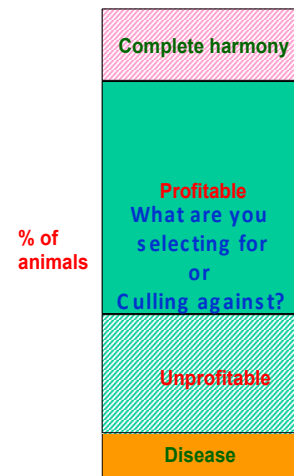 Complete harmony
Profitable
What are you
selecting for
or
Culling against?
% of
animals
Unprofitable
Disease